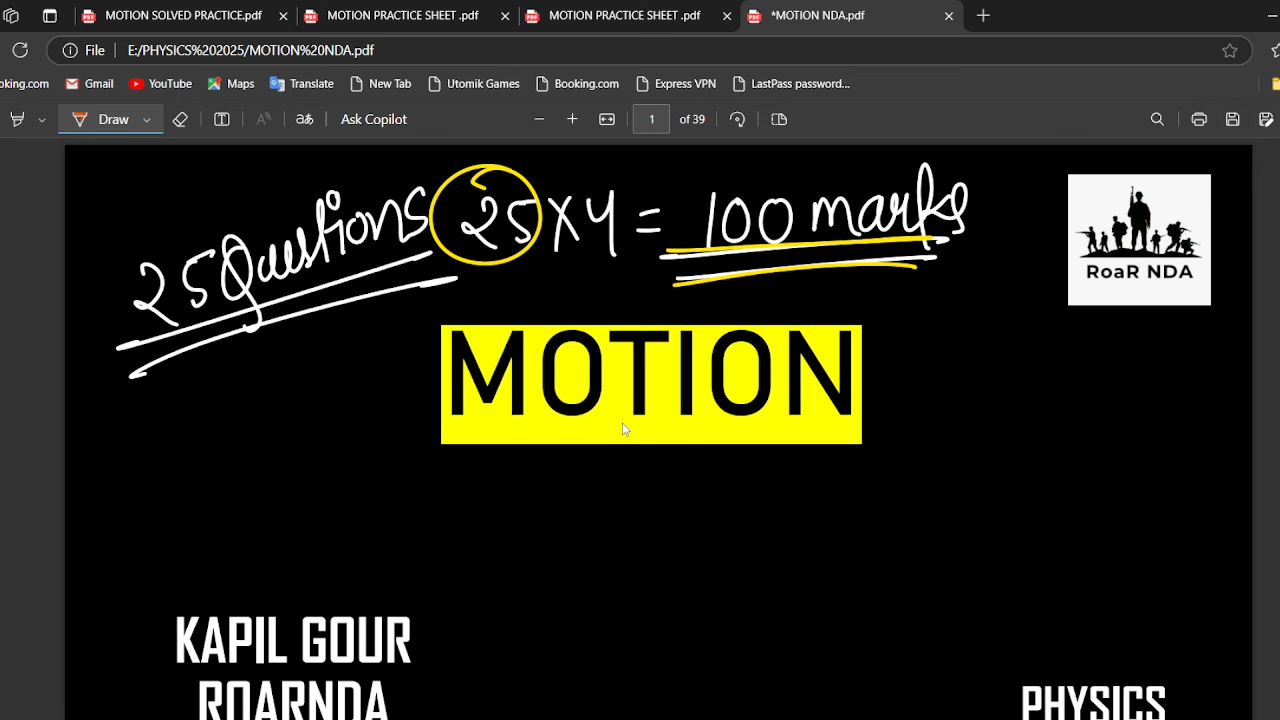 MOTION SOLVED PRACTICE.pdf MOTION PRACTICE SHEET .pdf MOTION PRACTICE SHEET .pdf *MOTION NDA.pdf
File E:/PHYSICS%202025/MOTION%20NDA.pdf
oking.com Gmail YouTube Maps Translate New Tab Utomik Games Booking.com Express VPN LastPass password...
Draw aあ Ask Copilot 1 of 39
25 Questions 25 X 4 = 100 marks
RoaR NDA
MOTION
KAPIL GOUR
ROARNDA
PHYSICS